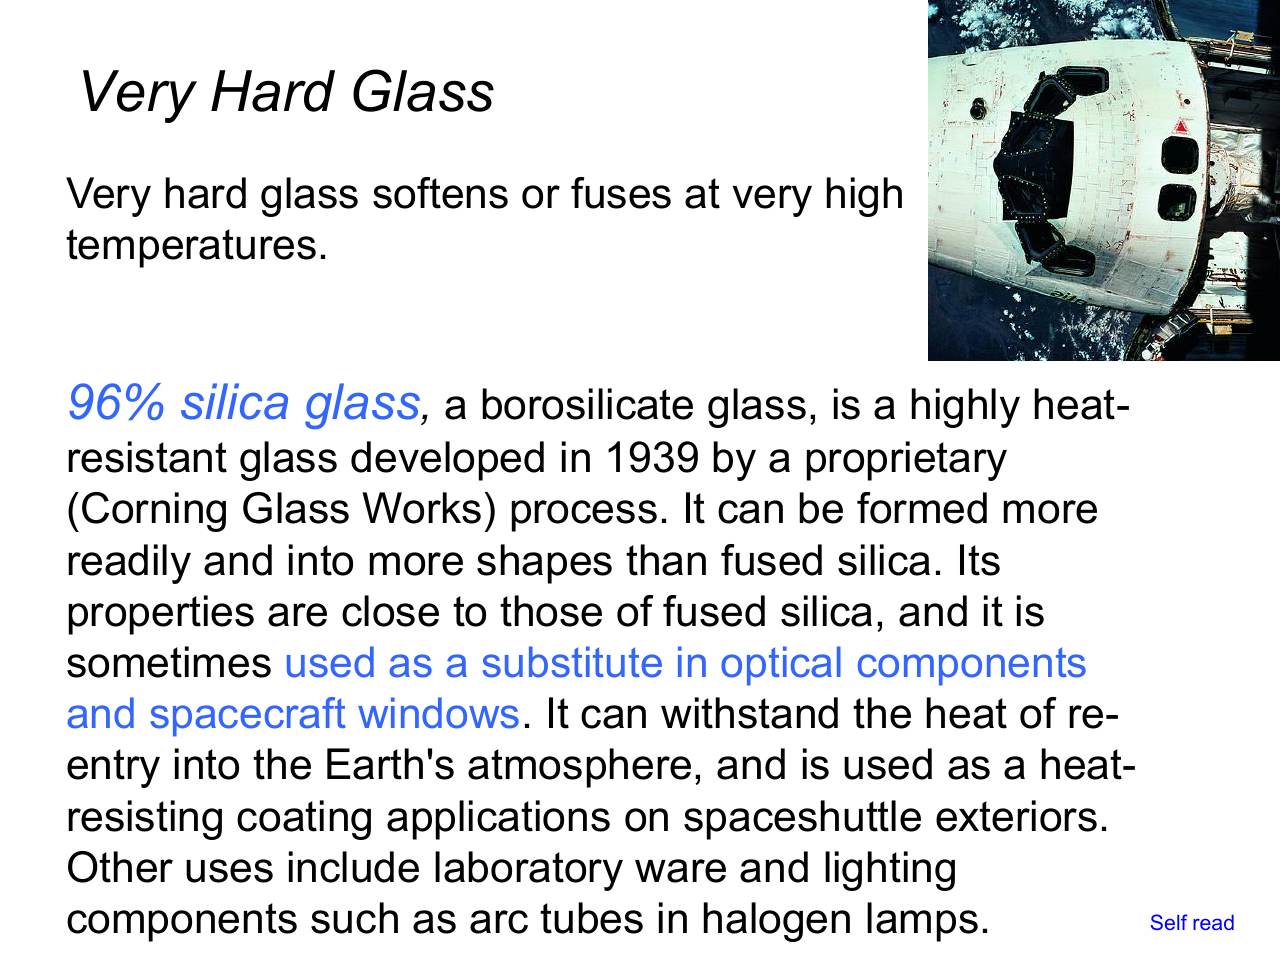 Very Hard Glass
Very hard glass softens or fuses at very high
temperatures.
96% silica glass, a borosilicate glass, is a highly heat-
resistant glass developed in 1939 by a proprietary
(Corning Glass Works) process. It can be formed more
readily and into more shapes than fused silica. Its
properties are close to those of fused silica, and it is
sometimes used as a substitute in optical components
and spacecraft windows. It can withstand the heat of re-
entry into the Earth's atmosphere, and is used as a heat-
resisting coating applications on spaceshuttle exteriors.
Other uses include laboratory ware and lighting
components such as arc tubes in halogen lamps.
Self read